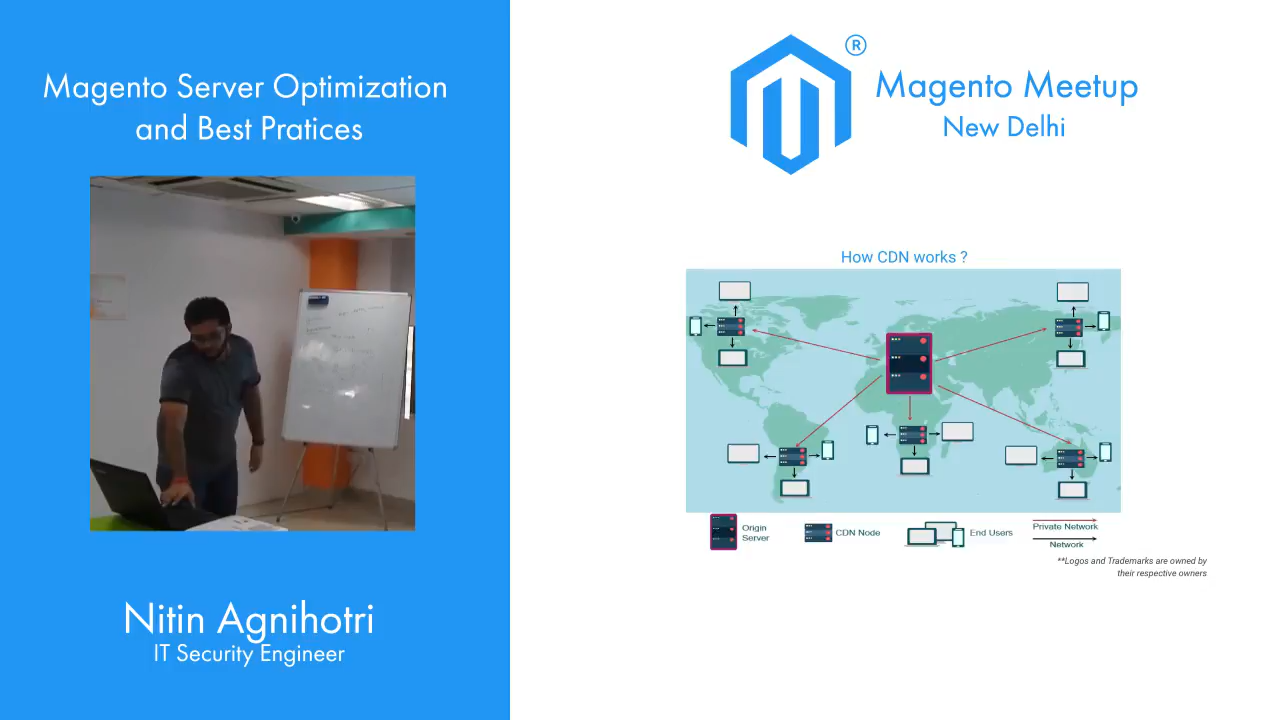 Magento Server Optimization
and Best Pratices
Nitin Agnihotri
IT Security Engineer
®
Magento Meetup
New Delhi
How CDN works ?
Origin
Server
CDN Node
End Users
Private Network
Network
**Logos and Trademarks are owned by
their respective owners